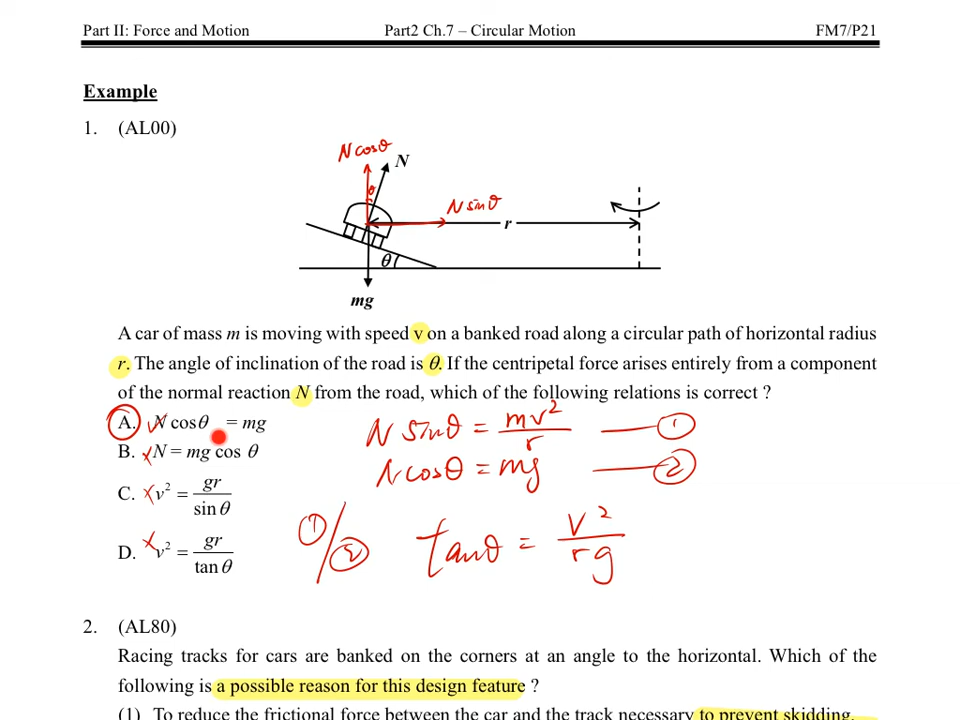 Part II: Force and Motion Part2 Ch.7 – Circular Motion FM7/P21
Example
1. (AL00)
N cosθ
N
θ
N sinθ
r
θ
mg
A car of mass m is moving with speed v on a banked road along a circular path of horizontal radius
r. The angle of inclination of the road is θ. If the centripetal force arises entirely from a component
of the normal reaction N from the road, which of the following relations is correct ?
A. N cosθ = mg
B. N = mg cos θ
C. v² = gr / sin θ
D. v² = gr / tan θ
N sinθ = mv² / r —— ①
N cosθ = mg —— ②
①/② tanθ = v² / rg
2. (AL80)
Racing tracks for cars are banked on the corners at an angle to the horizontal. Which of the
following is a possible reason for this design feature ?
(1) To reduce the frictional force between the car and the track necessary to prevent skidding.